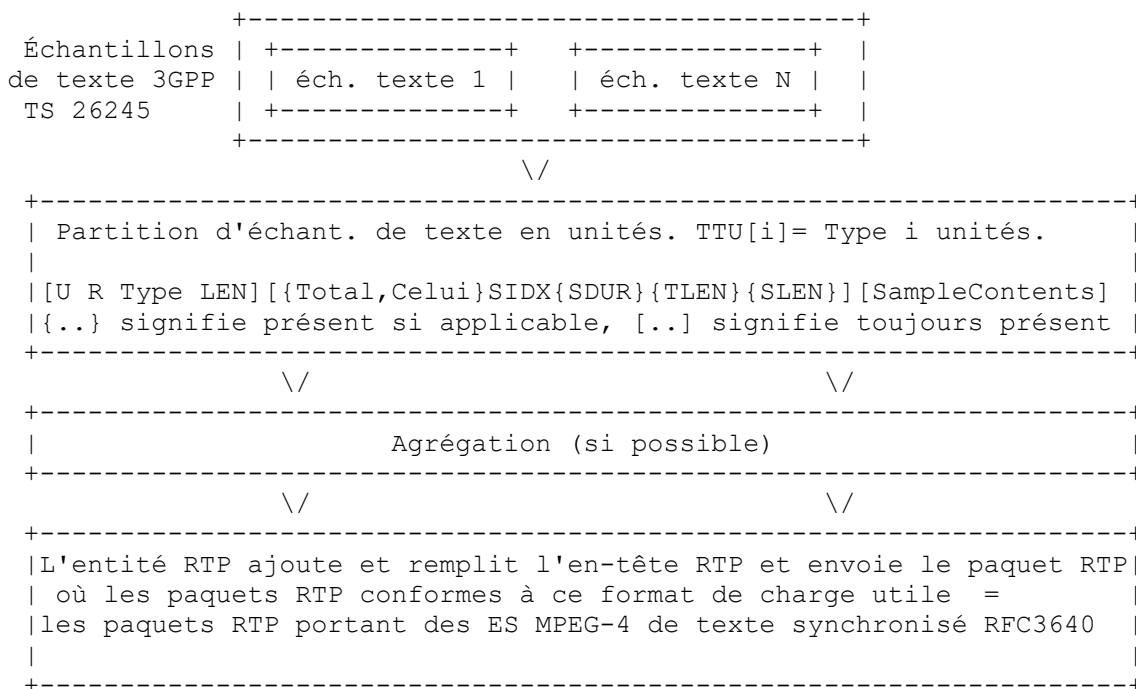 +--------------------------------------+
Échantillons | +--------------+ +--------------+ |
de texte 3GPP | | éch. texte 1 | | éch. texte N | |
TS 26245 | +--------------+ +--------------+ |
+--------------------------------------+
\/
+--------------------------------------------------------------------+
| Partition d'échant. de texte en unités. TTU[i]= Type i unités. |
| |
|[U R Type LEN][{Total,Celui}SIDX{SDUR}{TLEN}{SLEN}][SampleContents] |
|{..} signifie présent si applicable, [..] signifie toujours présent |
+--------------------------------------------------------------------+
\/ \/
+--------------------------------------------------------------------+
| Agrégation (si possible) |
+--------------------------------------------------------------------+
\/ \/
+--------------------------------------------------------------------+
|L'entité RTP ajoute et remplit l'en-tête RTP et envoie le paquet RTP|
| où les paquets RTP conformes à ce format de charge utile = |
|les paquets RTP portant des ES MPEG-4 de texte synchronisé RFC3640 |
| |
+--------------------------------------------------------------------+